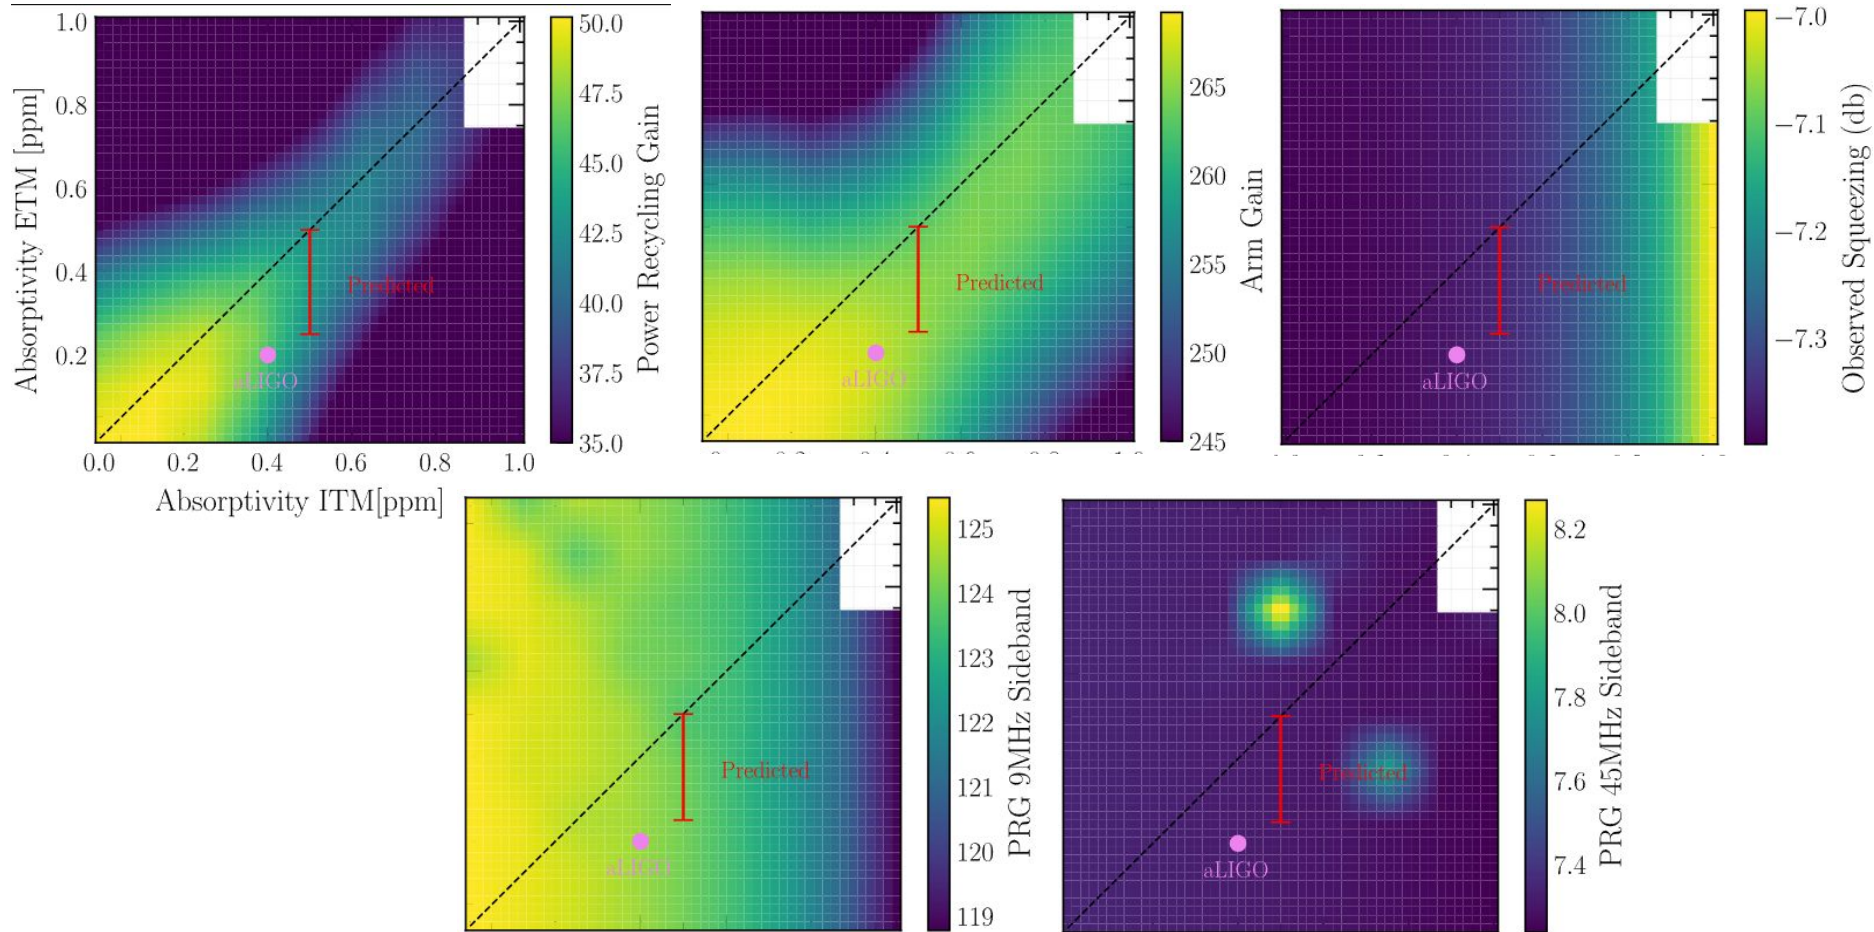 1.0
0.8
0.6
0.4
0.2
Absorptivity ETM [ppm]
0.0 0.2 0.4 0.6 0.8 1.0
Absorptivity ITM[ppm]
Predicted
aLIGO
50.0
47.5
45.0
42.5
40.0
37.5
35.0
Power Recycling Gain
Predicted
aLIGO
265
260
255
250
245
Arm Gain
Predicted
aLIGO
−7.0
−7.1
−7.2
−7.3
Observed Squeezing (db)
Predicted
aLIGO
125
124
123
122
121
120
119
PRG 9MHz Sideband
Predicted
aLIGO
8.2
8.0
7.8
7.6
7.4
PRG 45MHz Sideband